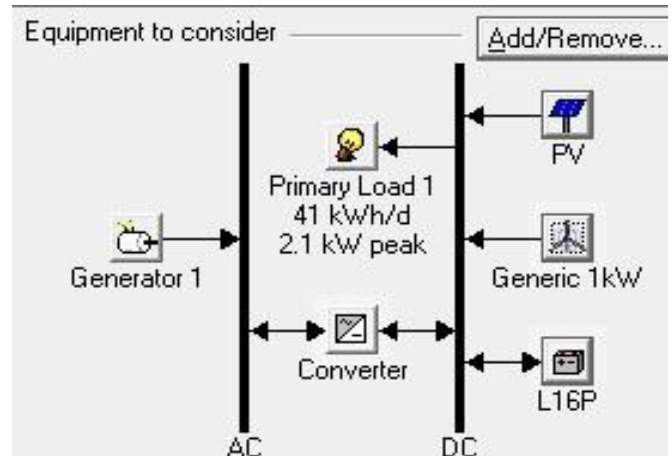 Equipment to consider
Add/Remove...
PV
Primary Load 1
41 kWh/d
2.1 kW peak
Generator 1
Generic 1kW
Converter
L16P
AC
DC